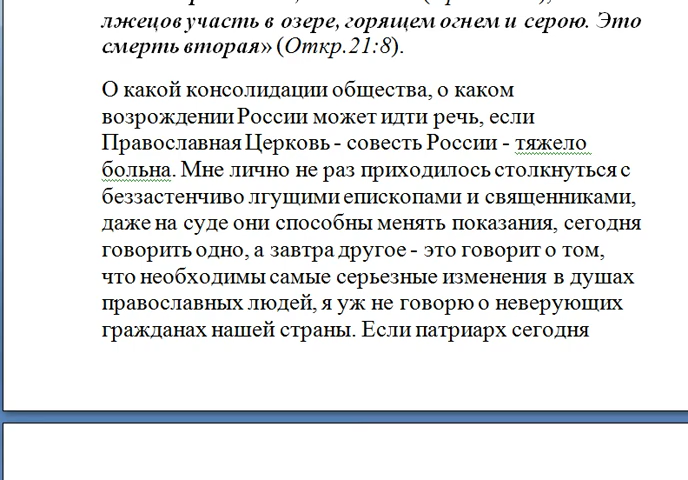 лжецов участь в озере, горящем огнем и серою. Это
смерть вторая» (Откр.21:8).
О какой консолидации общества, о каком
возрождении России может идти речь, если
Православная Церковь - совесть России - тяжело
больна. Мне лично не раз приходилось столкнуться с
беззастенчиво лгущими епископами и священниками,
даже на суде они способны менять показания, сегодня
говорить одно, а завтра другое - это говорит о том,
что необходимы самые серьезные изменения в душах
православных людей, я уж не говорю о неверующих
гражданах нашей страны. Если патриарх сегодня